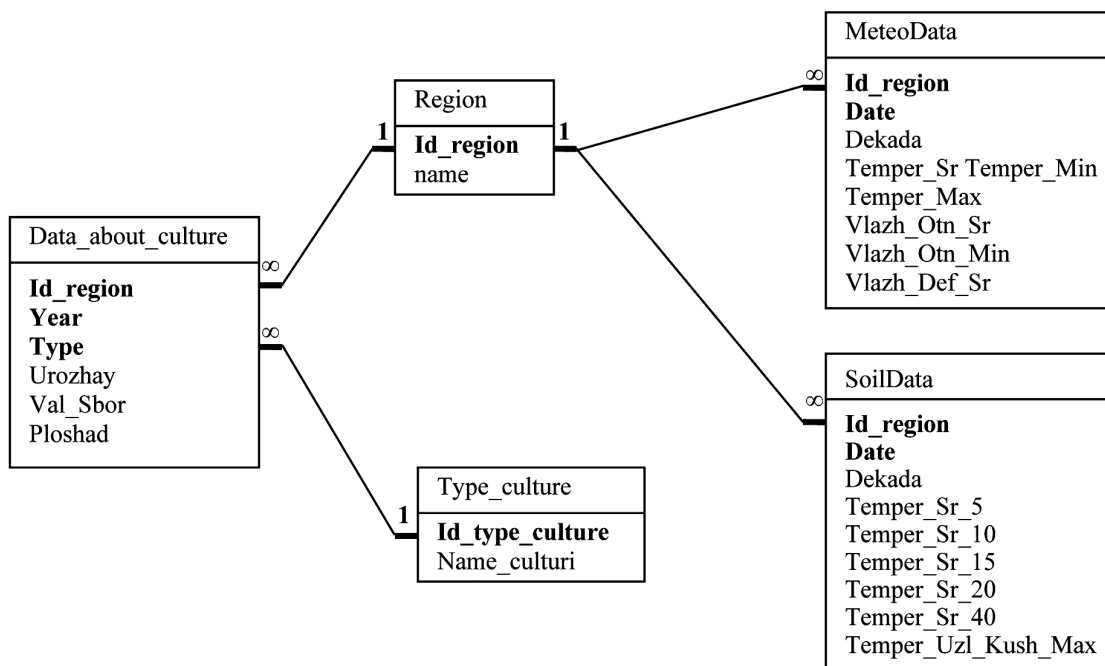 MeteoData
∞
Id_region
Date
Dekada
Temper_Sr Temper_Min
Temper_Max
Vlazh_Otn_Sr
Vlazh_Otn_Min
Vlazh_Def_Sr
Region
1
1
Id_region
name
Data_about_culture
∞
Id_region
Year
∞
Type
Urozhay
Val_Sbor
Ploshad
SoilData
∞
Id_region
Date
Dekada
Temper_Sr_5
Temper_Sr_10
Temper_Sr_15
Temper_Sr_20
Temper_Sr_40
Temper_Uzl_Kush_Max
Type_culture
1
Id_type_culture
Name_culturi